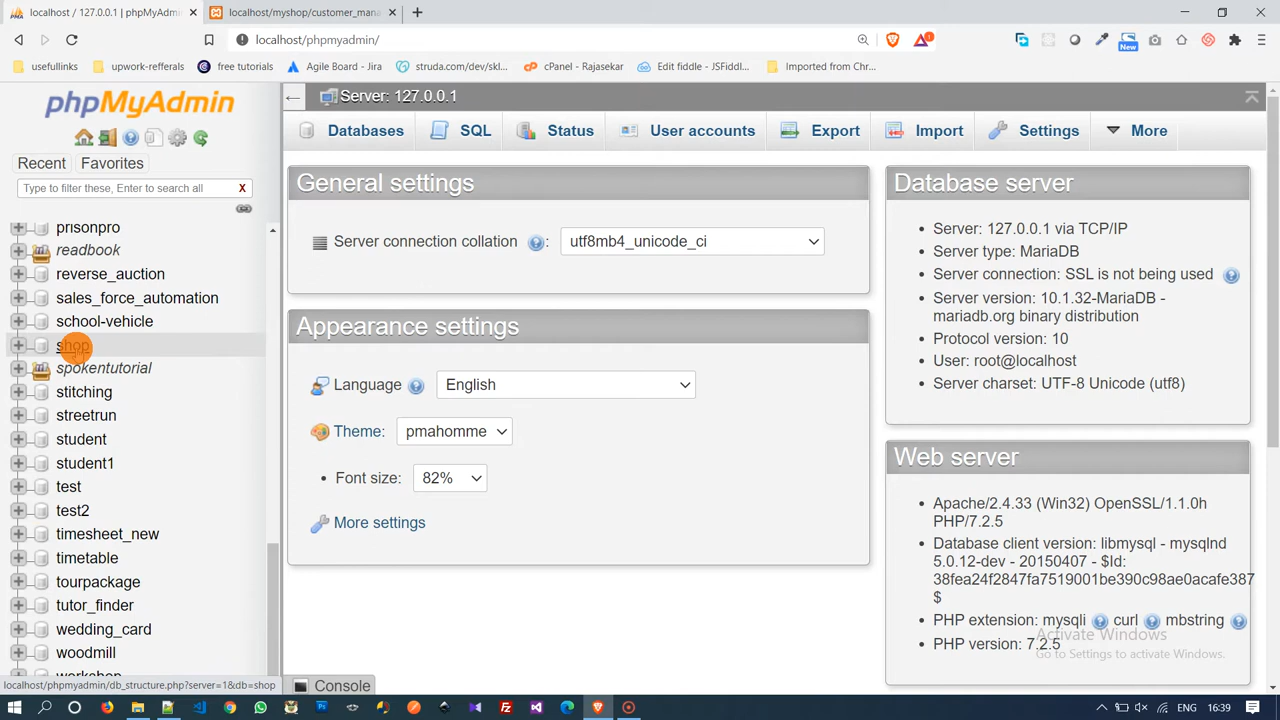 localhost / 127.0.0.1 | phpMyAdmin
localhost/myshop/customer_mana
localhost/phpmyadmin/
usefullinks
upwork-refferals
free tutorials
Agile Board - Jira
struda.com/dev/skl...
cPanel - Rajasekar
Edit fiddle - JSFiddl...
Imported from Chr...
New
phpMyAdmin
Recent
Favorites
Type to filter these, Enter to search all
X
prisonpro
readbook
reverse_auction
sales_force_automation
school-vehicle
shop
spokentutorial
stitching
streetrun
student
student1
test
test2
timesheet_new
timetable
tourpackage
tutor_finder
wedding_card
woodmill
workshop
localhost/phpmyadmin/db_structure.php?server=1&db=shop
Server: 127.0.0.1
Databases
SQL
Status
User accounts
Export
Import
Settings
More
General settings
Server connection collation :
utf8mb4_unicode_ci
Appearance settings
Language
English
Theme:
pmahomme
Font size:
82%
More settings
Console
Database server
Server: 127.0.0.1 via TCP/IP
Server type: MariaDB
Server connection: SSL is not being used
Server version: 10.1.32-MariaDB -
mariadb.org binary distribution
Protocol version: 10
User: root@localhost
Server charset: UTF-8 Unicode (utf8)
Web server
Apache/2.4.33 (Win32) OpenSSL/1.1.0h
PHP/7.2.5
Database client version: libmysql - mysqlnd
5.0.12-dev - 20150407 - $Id:
38fea24f2847fa7519001be390c98ae0acafe387
$
PHP extension: mysqli curl mbstring
PHP version: 7.2.5
Activate Windows
Go to Settings to activate Windows.
ENG
16:39